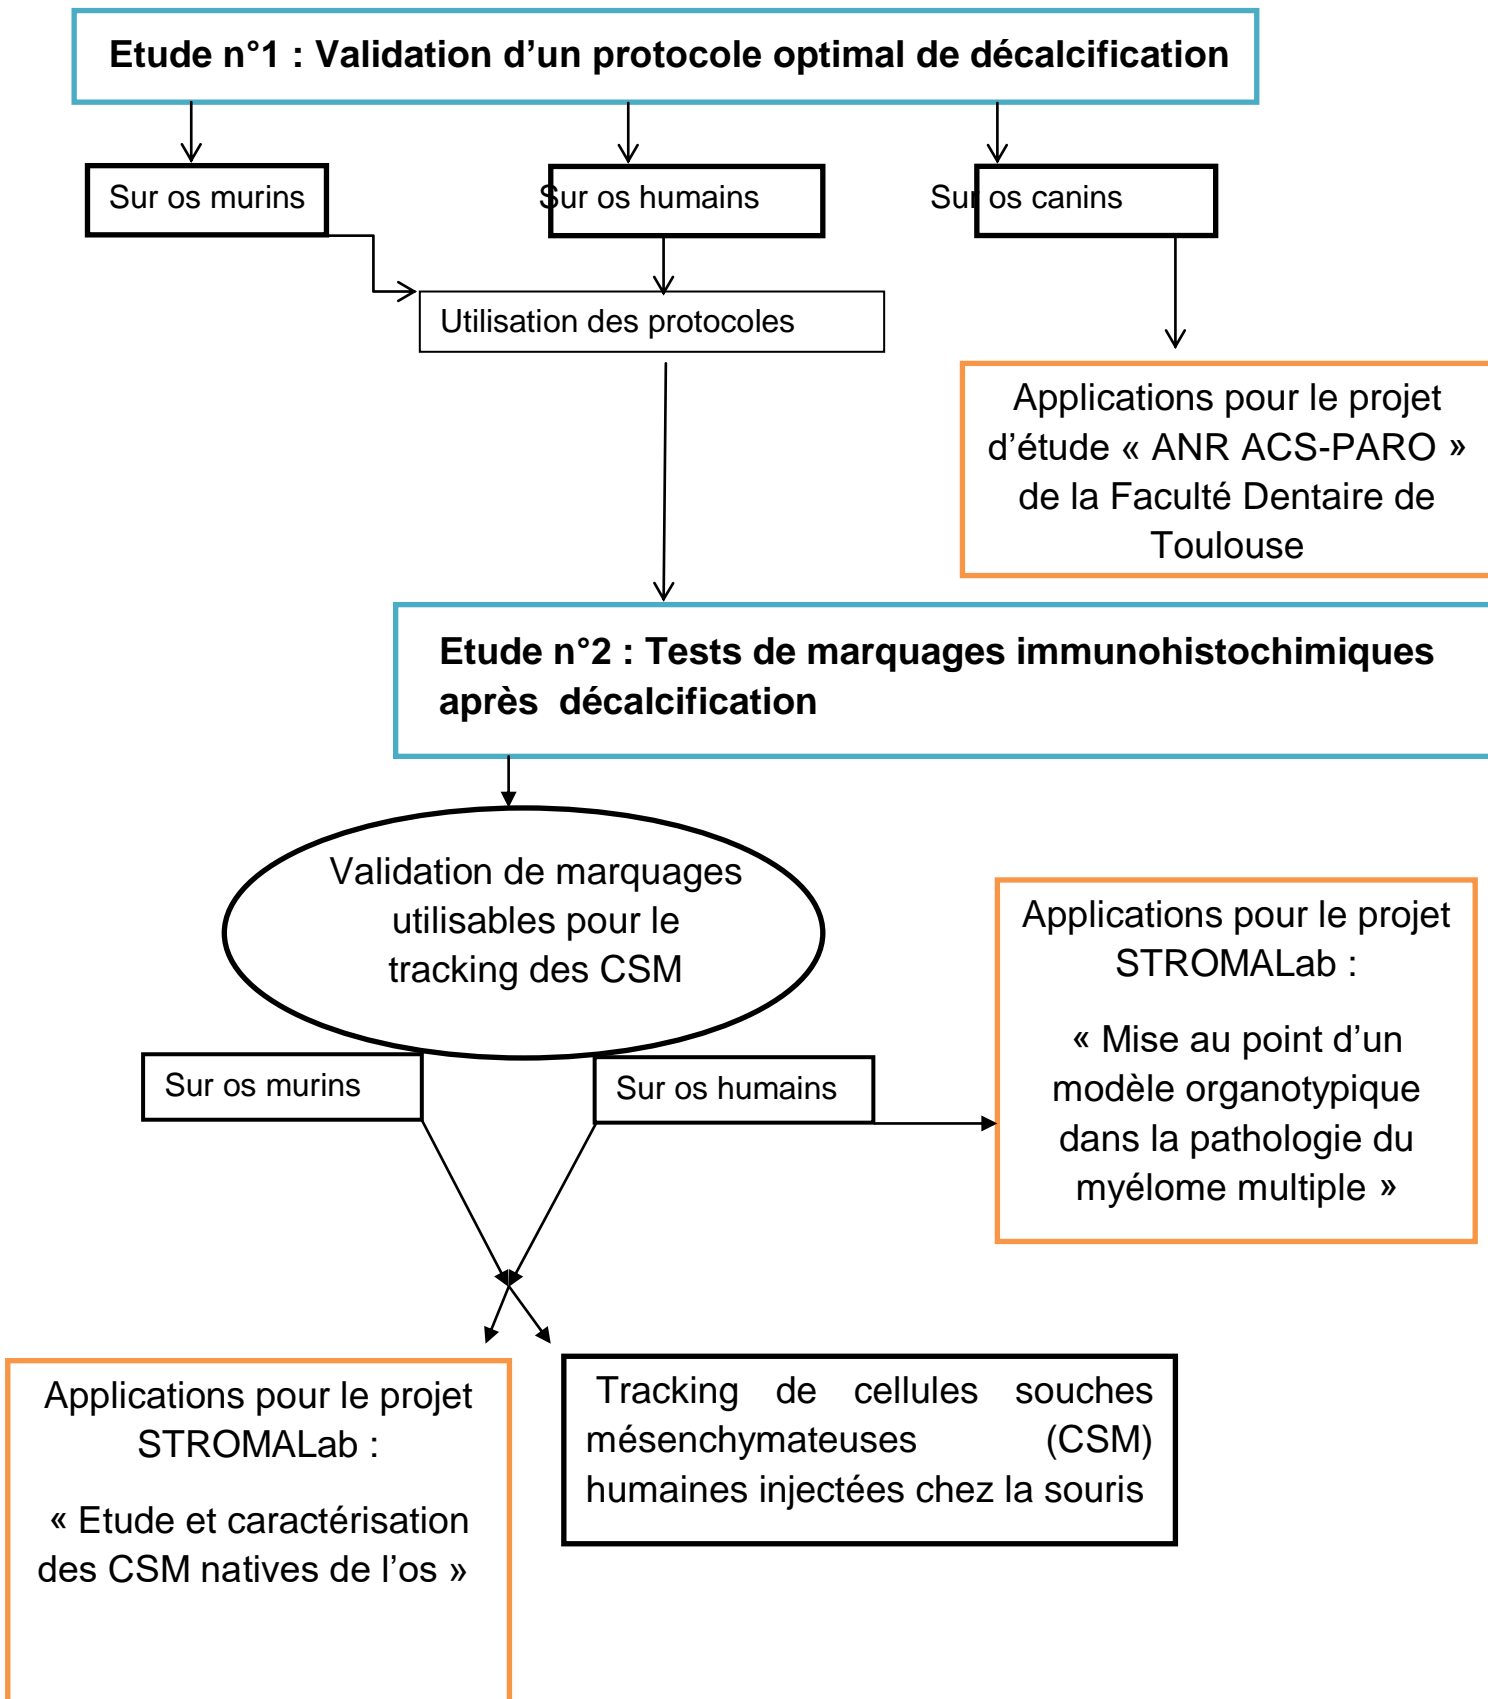 Etude n°1 : Validation d’un protocole optimal de décalcification
Sur os murins
Sur os humains
Sur os canins
Utilisation des protocoles
Applications pour le projet
d’étude « ANR ACS-PARO »
de la Faculté Dentaire de
Toulouse
Etude n°2 : Tests de marquages immunohistochimiques
après décalcification
Validation de marquages
utilisables pour le
tracking des CSM
Sur os murins
Sur os humains
Applications pour le projet
STROMALab :
« Mise au point d’un
modèle organotypique
dans la pathologie du
myélome multiple »
Applications pour le projet
STROMALab :
« Etude et caractérisation
des CSM natives de l’os »
Tracking de cellules souches
mésenchymateuses (CSM)
humaines injectées chez la souris